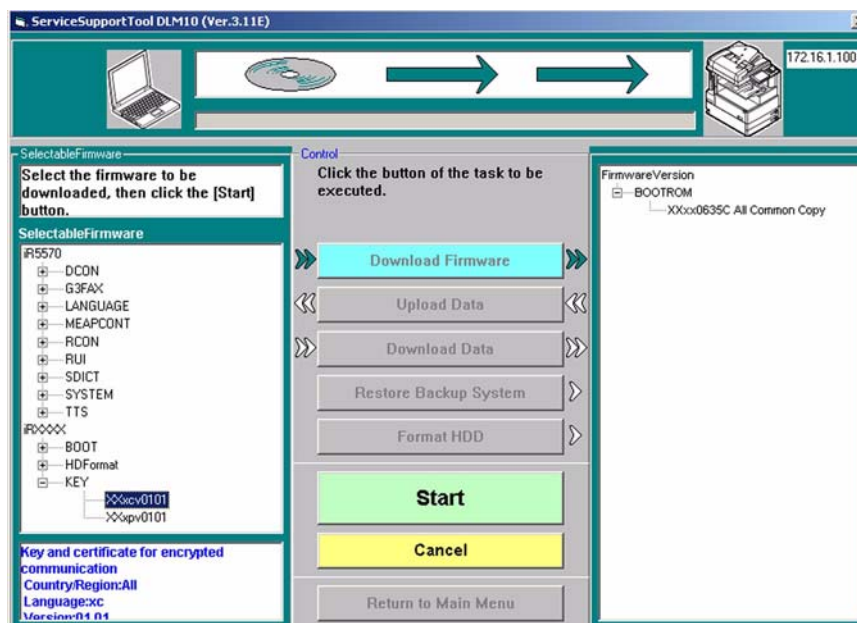 ServiceSupportTool DLM10 (Ver.3.11E)
172.16.1.100
SelectableFirmware
Select the firmware to be
downloaded, then click the [Start]
button.
SelectableFirmware
iR5570
DCON
G3FAX
LANGUAGE
MEAPCONT
RCON
RUI
SDICT
SYSTEM
TTS
iRXXXX
BOOT
HDFormat
KEY
XXxcv0101
XXxpv0101
Key and certificate for encrypted
communication
Country/Region:All
Language:xc
Version:01.01
Control
Click the button of the task to be
executed.
Download Firmware
Upload Data
Download Data
Restore Backup System
Format HDD
Start
Cancel
Return to Main Menu
FirmwareVersion
BOOTROM
XXxx0635C All Common Copy